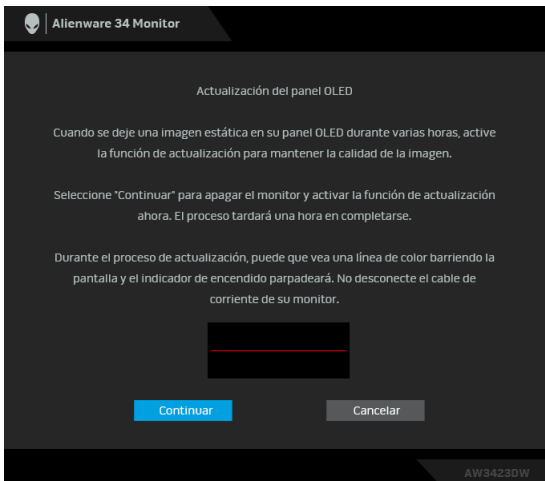 Alienware 34 Monitor
Actualización del panel OLED
Cuando se deje una imagen estática en su panel OLED durante varias horas, active
la función de actualización para mantener la calidad de la imagen.
Seleccione "Continuar" para apagar el monitor y activar la función de actualización
ahora. El proceso tardará una hora en completarse.
Durante el proceso de actualización, puede que vea una línea de color barriendo la
pantalla y el indicador de encendido parpadeará. No desconecte el cable de
corriente de su monitor.
Continuar Cancelar
AW3423DW